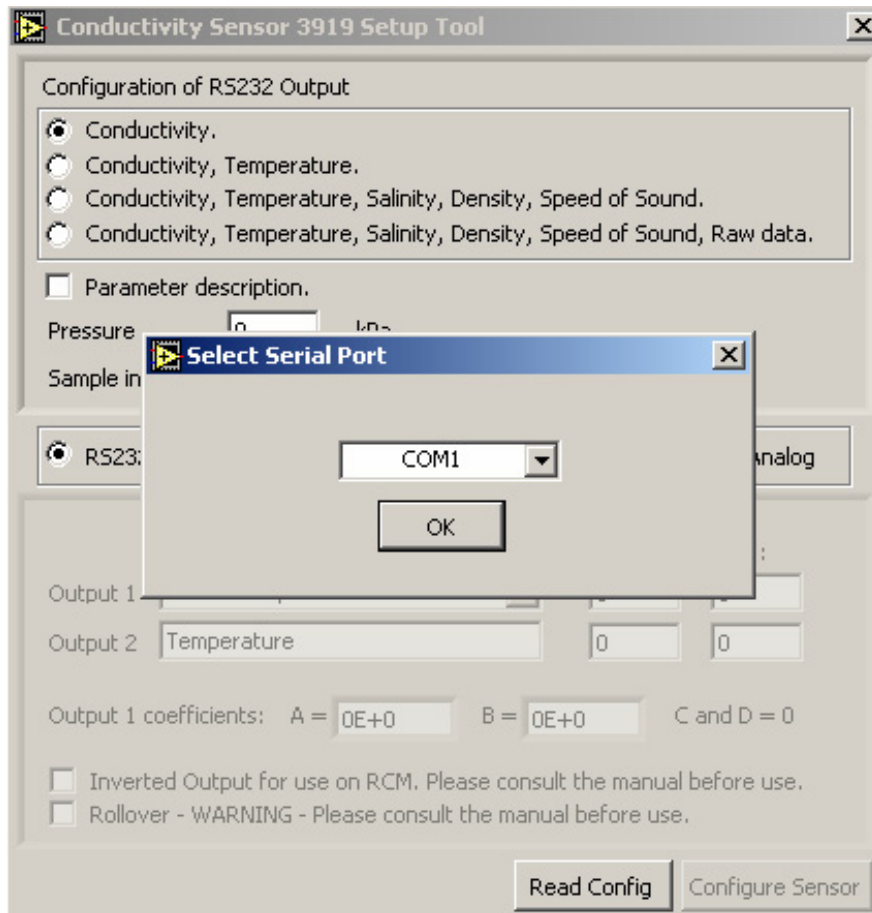 Conductivity Sensor 3919 Setup Tool
Configuration of RS232 Output
Conductivity.
Conductivity, Temperature.
Conductivity, Temperature, Salinity, Density, Speed of Sound.
Conductivity, Temperature, Salinity, Density, Speed of Sound, Raw data.
Parameter description.
Pressure 0 kPa
Select Serial Port
Sample in
COM1
RS232 Analog
OK
:
Output 1
Output 2 Temperature 0 0
Output 1 coefficients: A = 0E+0 B = 0E+0 C and D = 0
Inverted Output for use on RCM. Please consult the manual before use.
Rollover - WARNING - Please consult the manual before use.
Read Config Configure Sensor